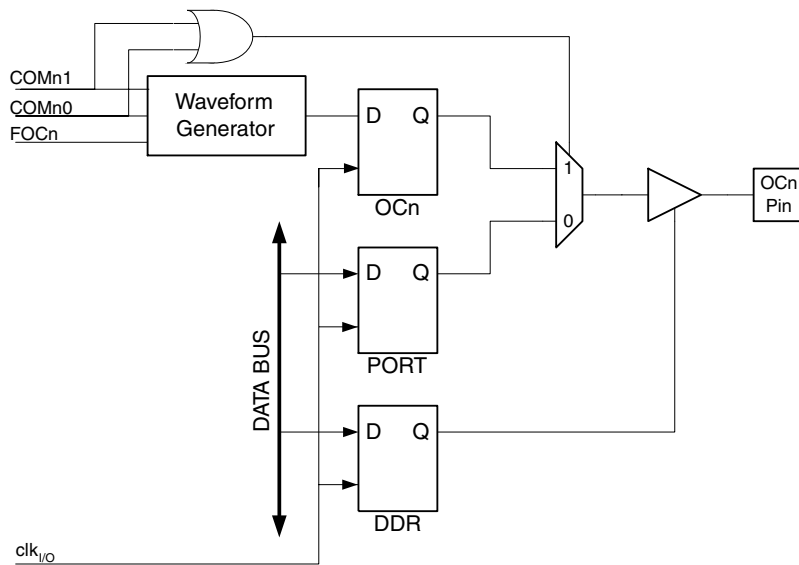 COMn1
COMn0
FOCn
Waveform
Generator
D Q
OCn
1
0
OCn
Pin
D Q
PORT
DATA BUS
D Q
DDR
clkI/O